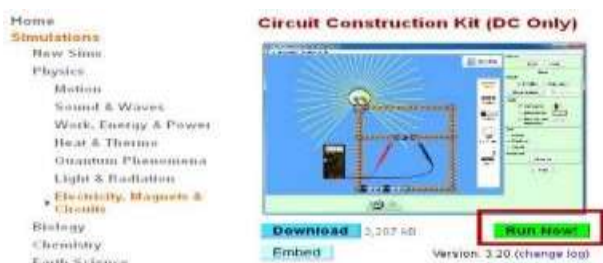 Home
Simulations
New Sims
Physics
Motion
Sound & Waves
Work, Energy & Power
Heat & Thermo
Quantum Phenomena
Light & Radiation
Electricity, Magnets &
Circuits
Biology
Chemistry
Earth Science
Circuit Construction Kit (DC Only)
Download 3,207 kB
Run Now!
Embed
Version: 3.20 (change log)